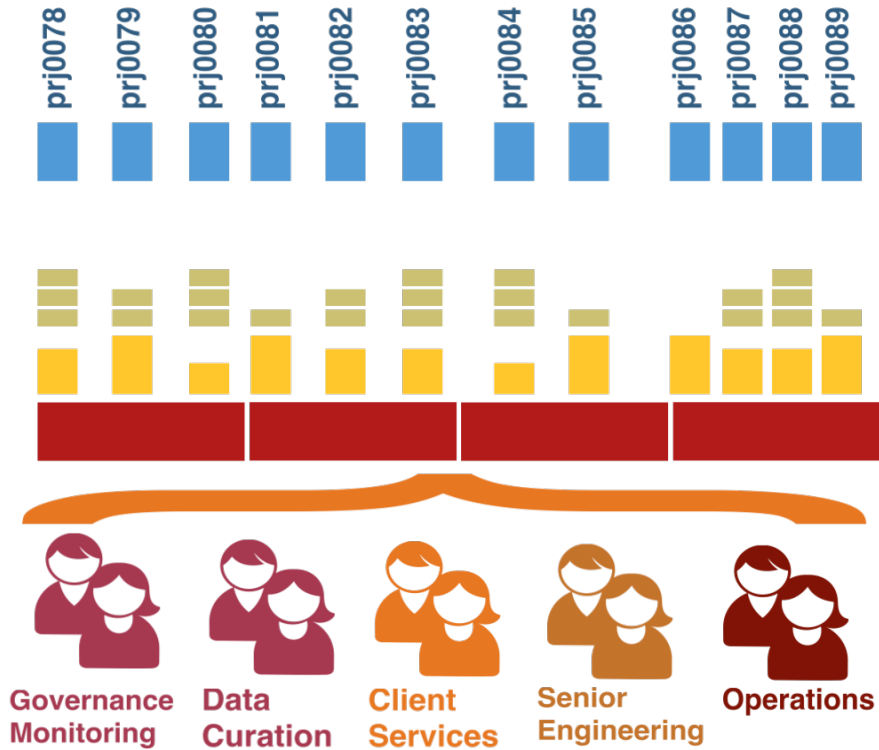 prj0078
prj0079
prj0080
prj0081
prj0082
prj0083
prj0084
prj0085
prj0086
prj0087
prj0088
prj0089
Governance
Monitoring
Data
Curation
Client
Services
Senior
Engineering
Operations